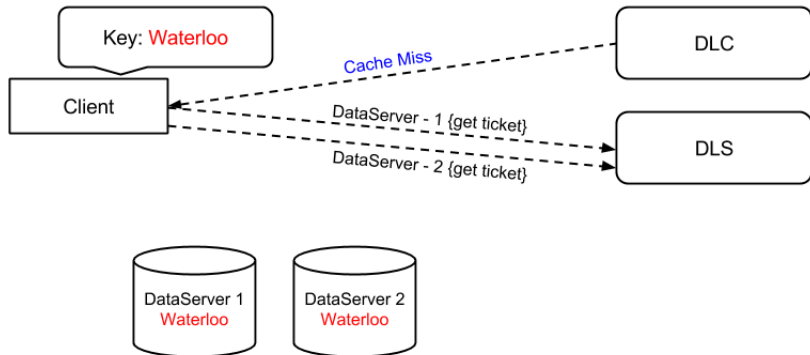 Key: Waterloo
DLC
Cache Miss
Client
DataServer - 1 {get ticket}
DLS
DataServer - 2 {get ticket}
DataServer 1
Waterloo
DataServer 2
Waterloo